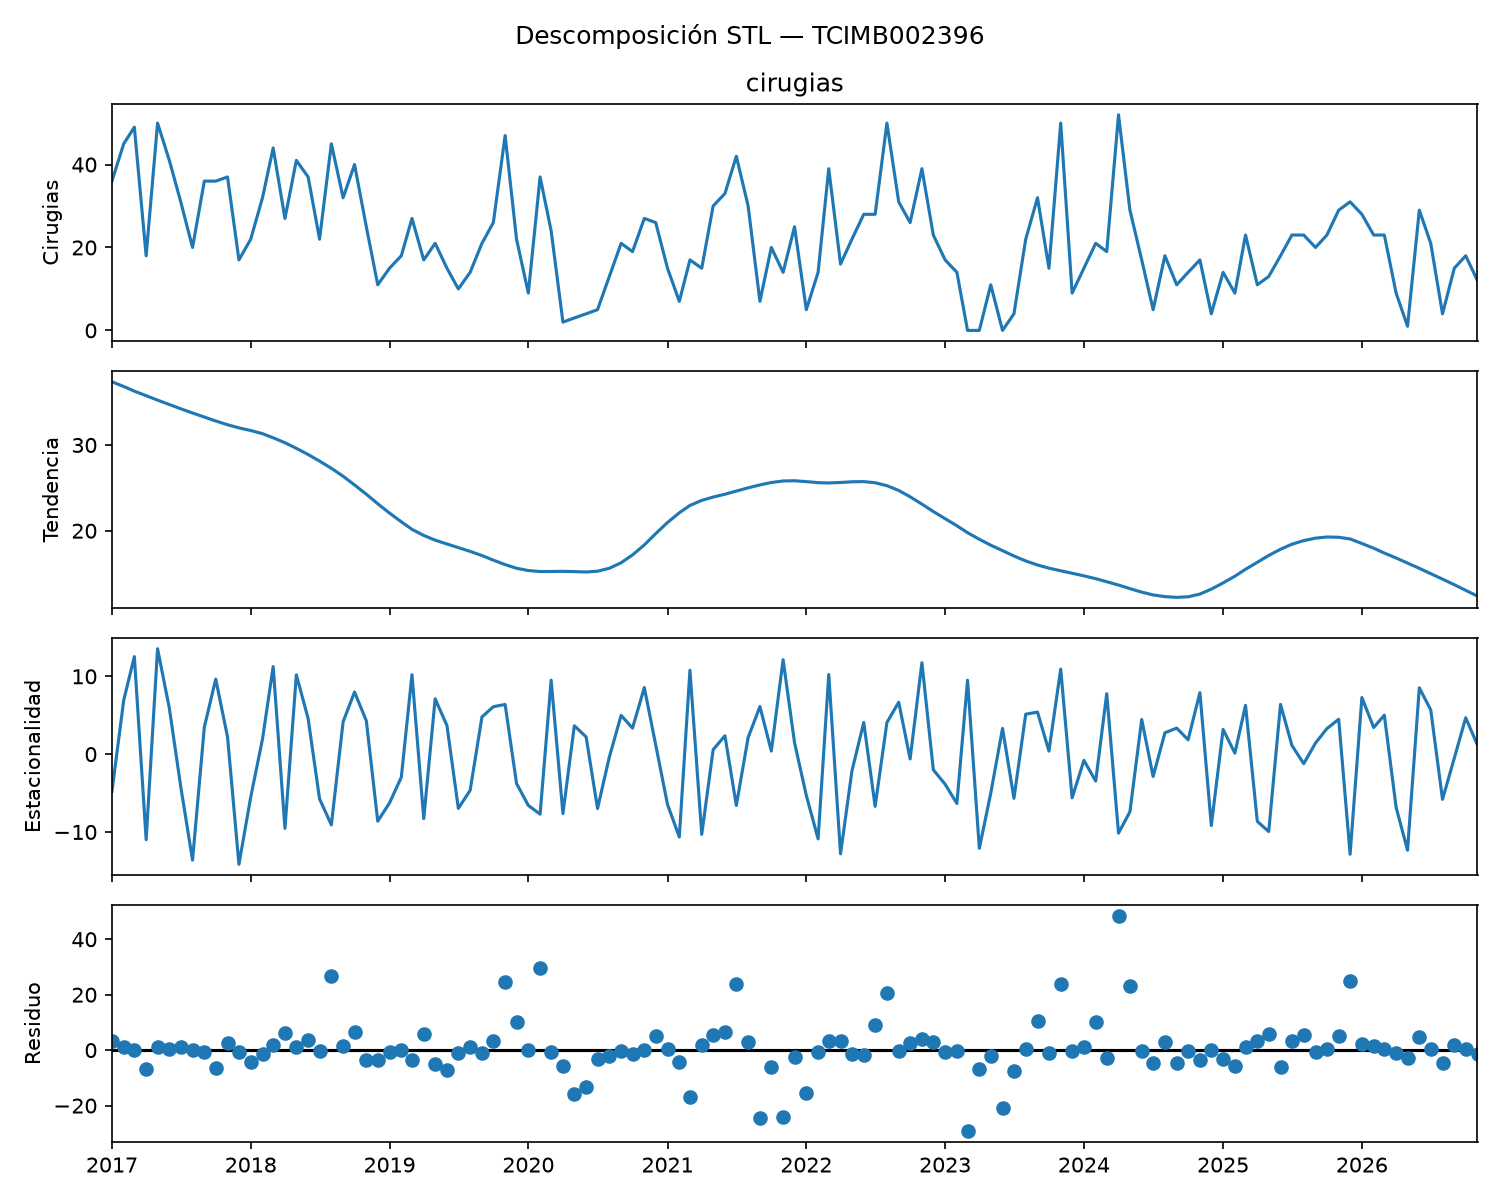 Descomposición STL — TCIMB002396
cirugias
Cirugias
40
20
0
Tendencia
30
20
Estacionalidad
10
0
−10
Residuo
40
20
0
−20
2017 2018 2019 2020 2021 2022 2023 2024 2025 2026